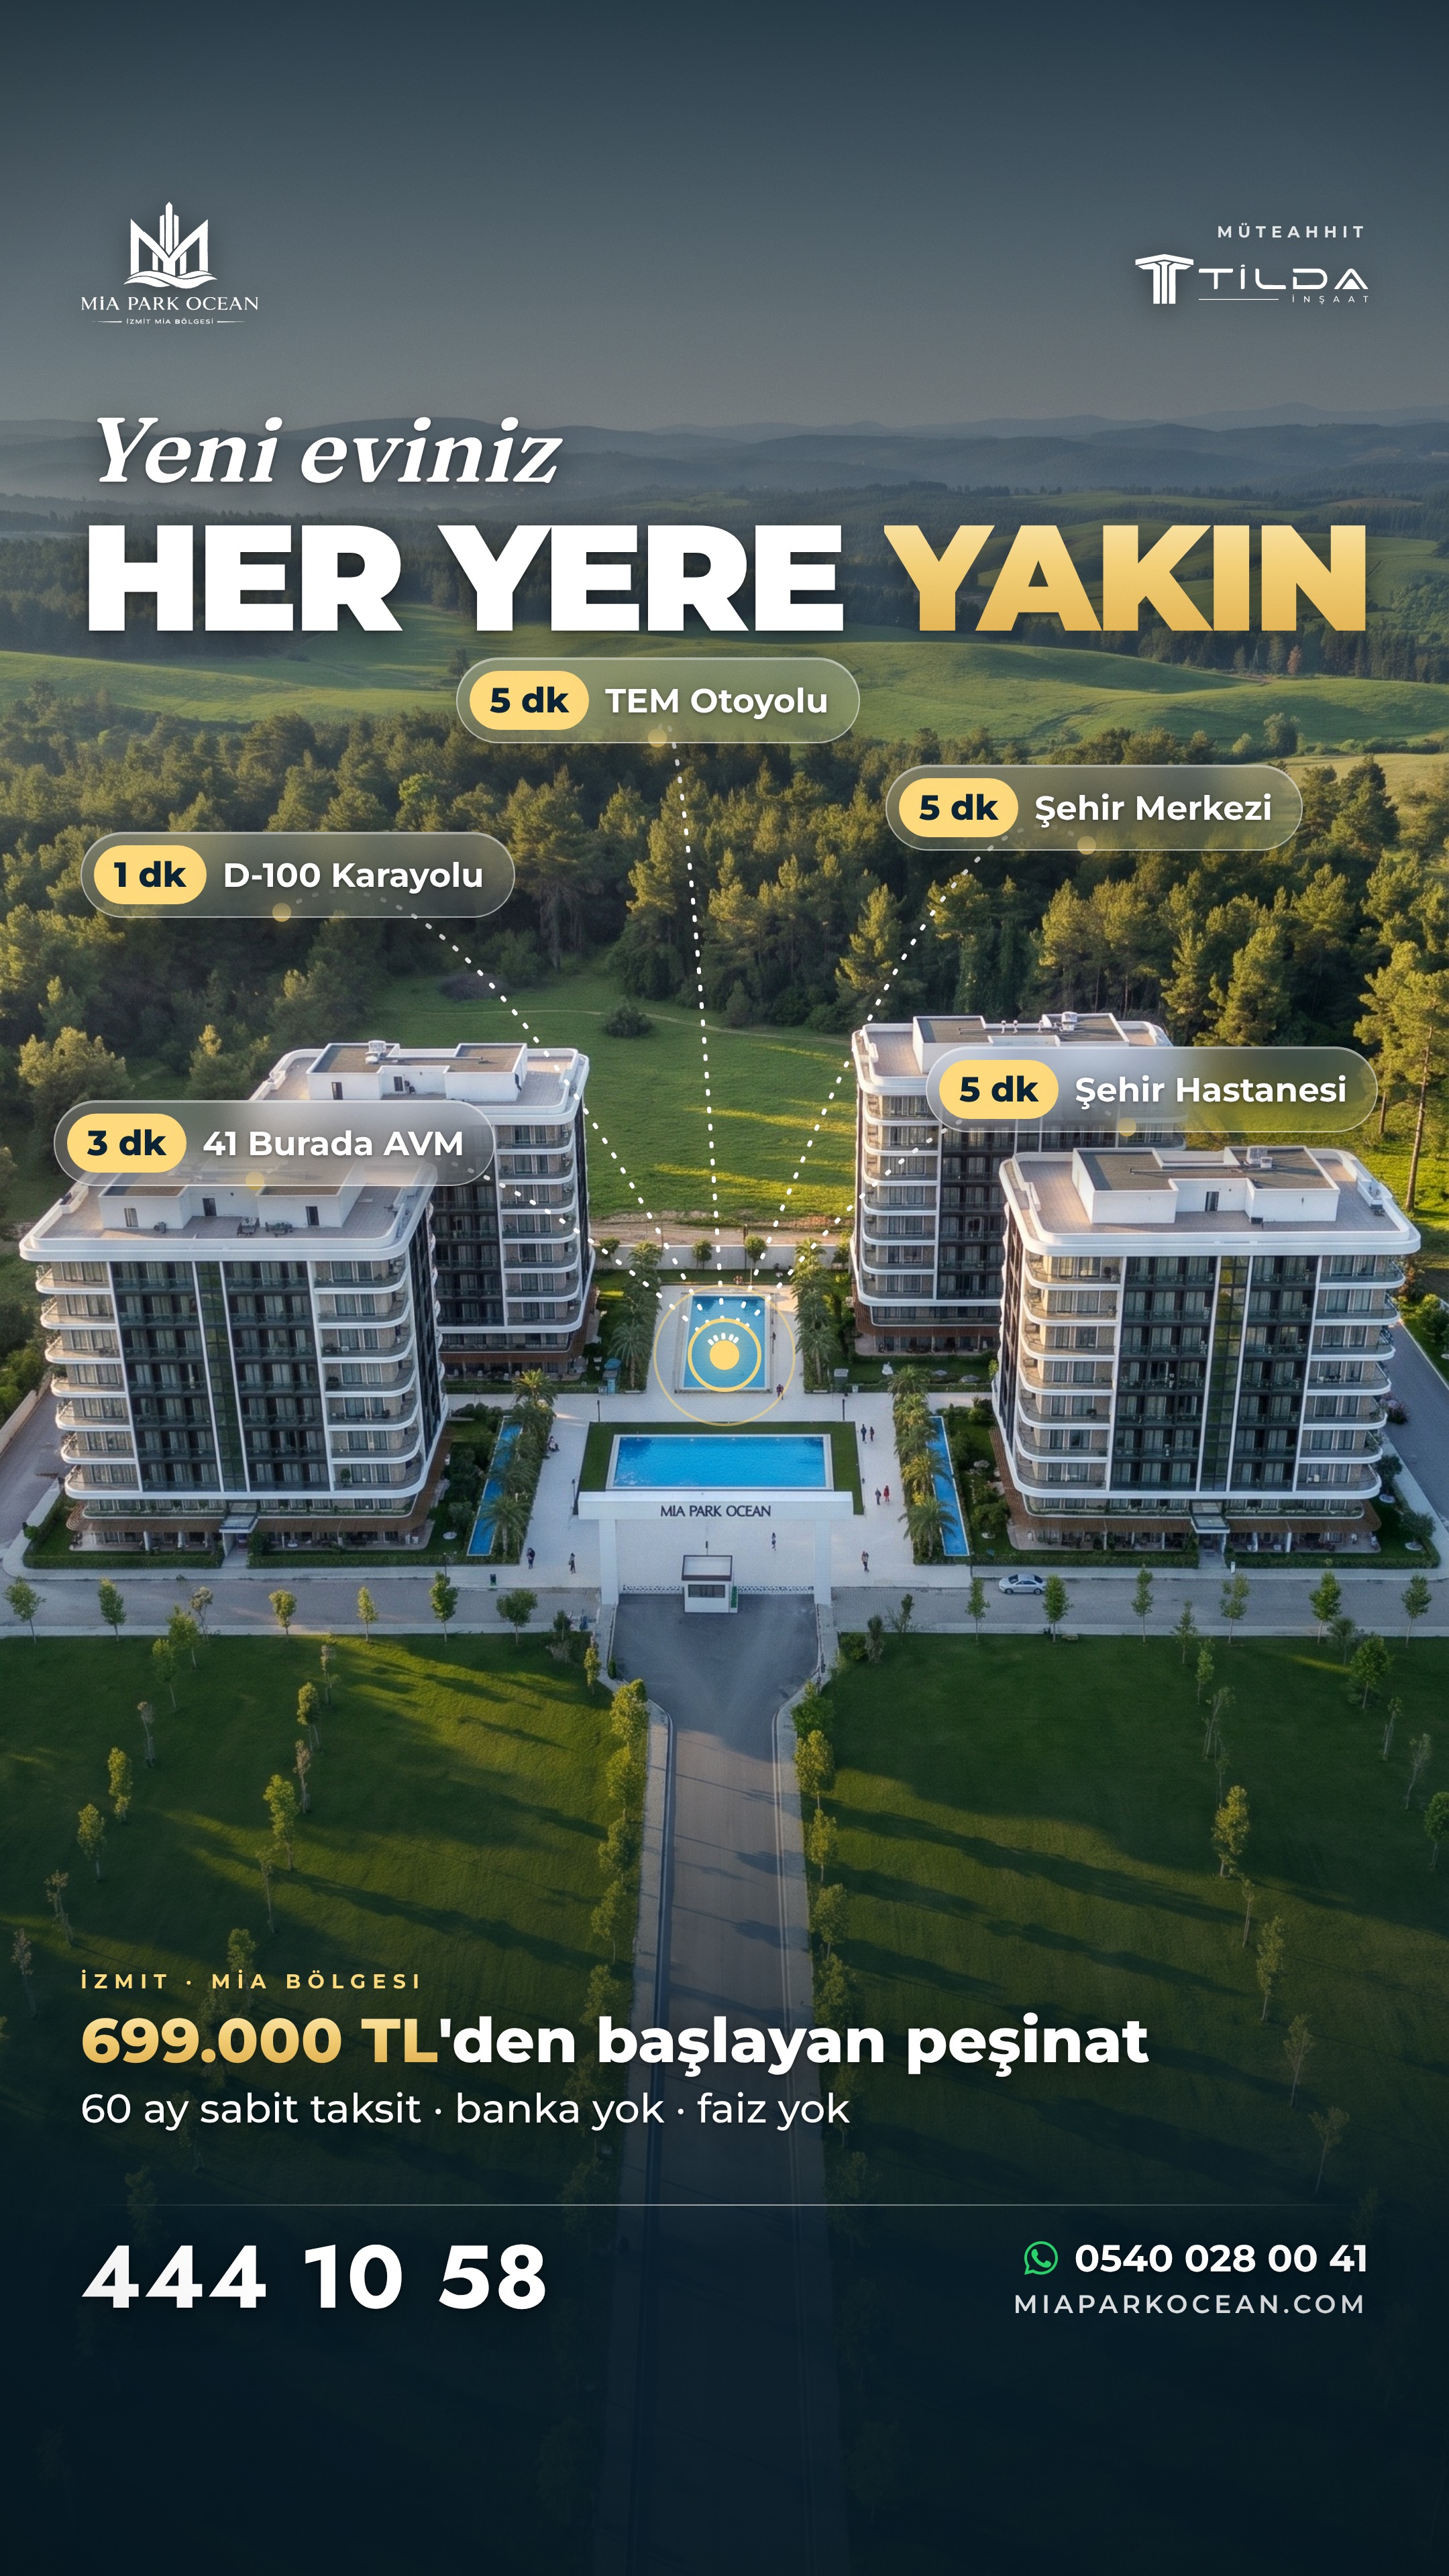 MİA PARK OCEAN
İZMİT MİA BÖLGESİ
MÜTEAHHIT
TİLDA
İNŞAAT
Yeni eviniz
HER YERE YAKIN
5 dk TEM Otoyolu
5 dk Şehir Merkezi
1 dk D-100 Karayolu
5 dk Şehir Hastanesi
3 dk 41 Burada AVM
MIA PARK OCEAN
İZMIT · MİA BÖLGESI
699.000 TL'den başlayan peşinat
60 ay sabit taksit · banka yok · faiz yok
444 10 58
0540 028 00 41
MIAPARKOCEAN.COM